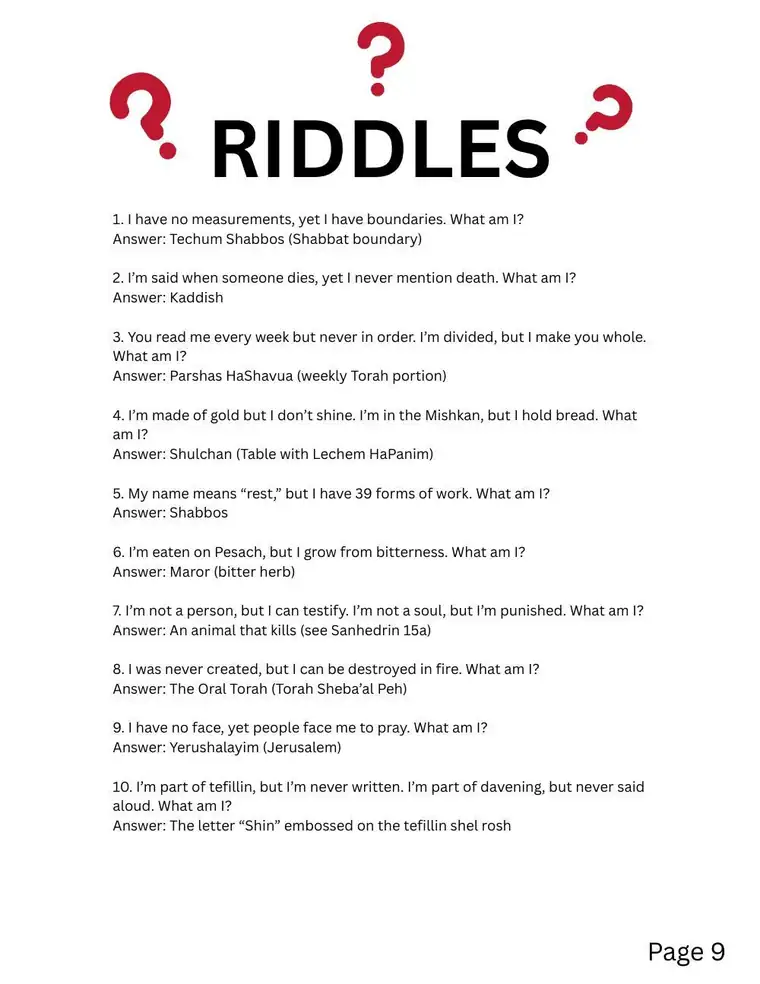 RIDDLES
1. I have no measurements, yet I have boundaries. What am I?
Answer: Techum Shabbos (Shabbat boundary)
2. I’m said when someone dies, yet I never mention death. What am I?
Answer: Kaddish
3. You read me every week but never in order. I’m divided, but I make you whole.
What am I?
Answer: Parshas HaShavua (weekly Torah portion)
4. I’m made of gold but I don’t shine. I’m in the Mishkan, but I hold bread. What
am I?
Answer: Shulchan (Table with Lechem HaPanim)
5. My name means “rest,” but I have 39 forms of work. What am I?
Answer: Shabbos
6. I’m eaten on Pesach, but I grow from bitterness. What am I?
Answer: Maror (bitter herb)
7. I’m not a person, but I can testify. I’m not a soul, but I’m punished. What am I?
Answer: An animal that kills (see Sanhedrin 15a)
8. I was never created, but I can be destroyed in fire. What am I?
Answer: The Oral Torah (Torah Sheba’al Peh)
9. I have no face, yet people face me to pray. What am I?
Answer: Yerushalayim (Jerusalem)
10. I’m part of tefillin, but I’m never written. I’m part of davening, but never said
aloud. What am I?
Answer: The letter “Shin” embossed on the tefillin shel rosh
Page 9